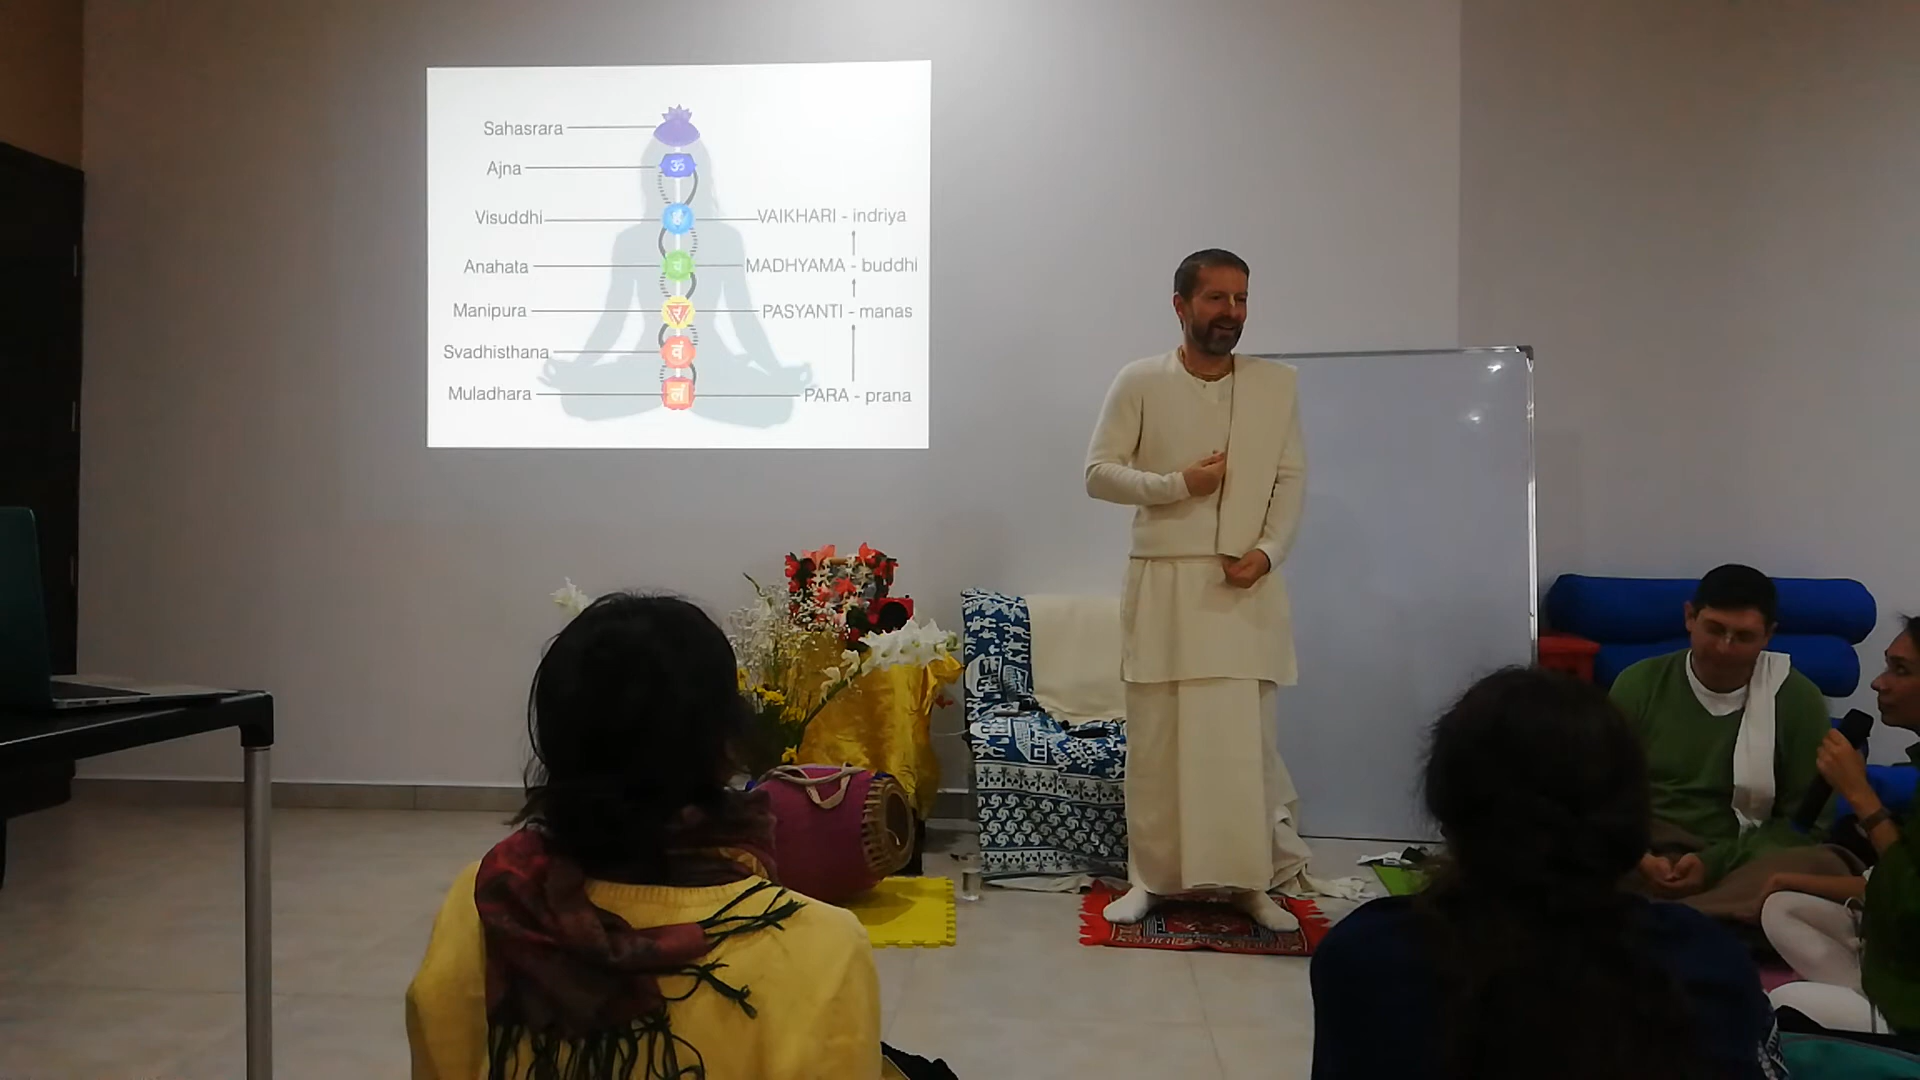 Sahasrara
Ajna ॐ
Visuddhi हं VAIKHARI - indriya
Anahata यं MADHYAMA - buddhi
Manipura रं PASYANTI - manas
Svadhisthana वं
Muladhara लं PARA - prana